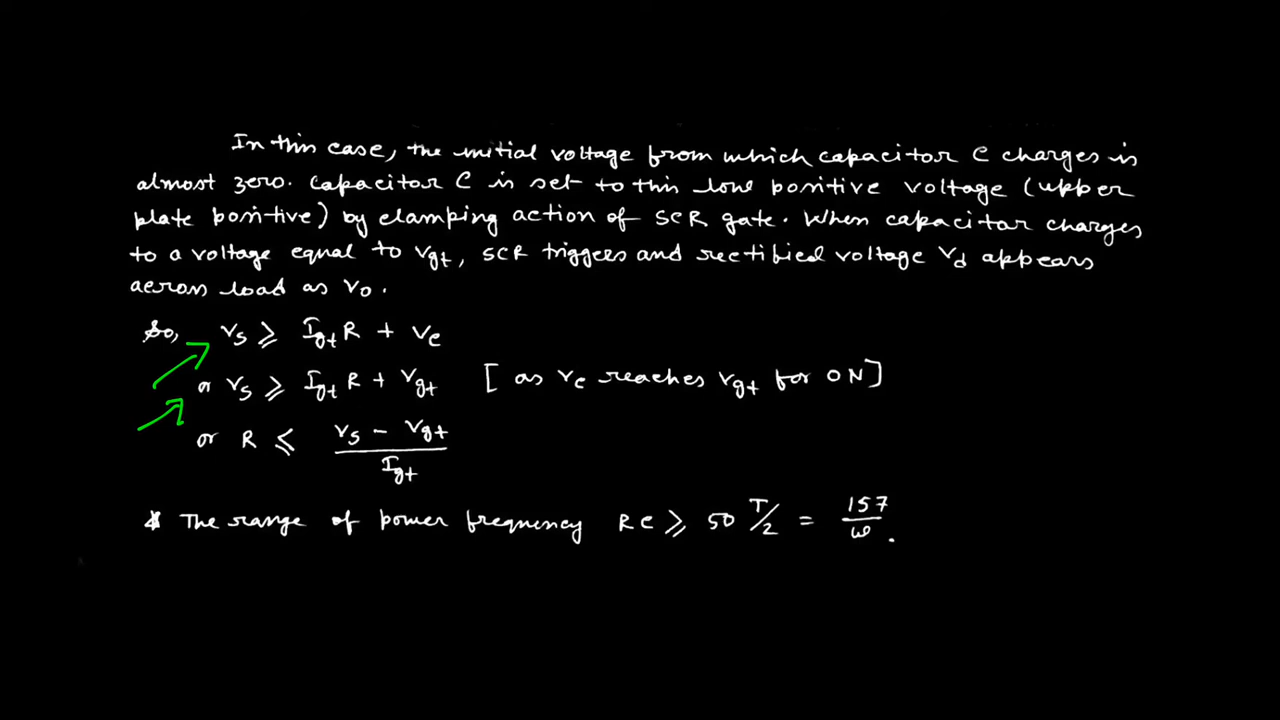 In this case, the initial voltage from which capacitor C charges is
almost zero. Capacitor C is set to this low positive voltage (upper
plate positive) by clamping action of SCR gate. When capacitor charges
to a voltage equal to Vgt, SCR triggers and rectified voltage Vd appears
across load as Vo.
So, Vs ⩾ Igt R + Vc
or Vs ⩾ Igt R + Vgt [as Vc reaches Vgt for ON]
or R ⩽ (Vs - Vgt) / Igt
* The range of power frequency RC ⩾ 50 T/2 = 157/ω.